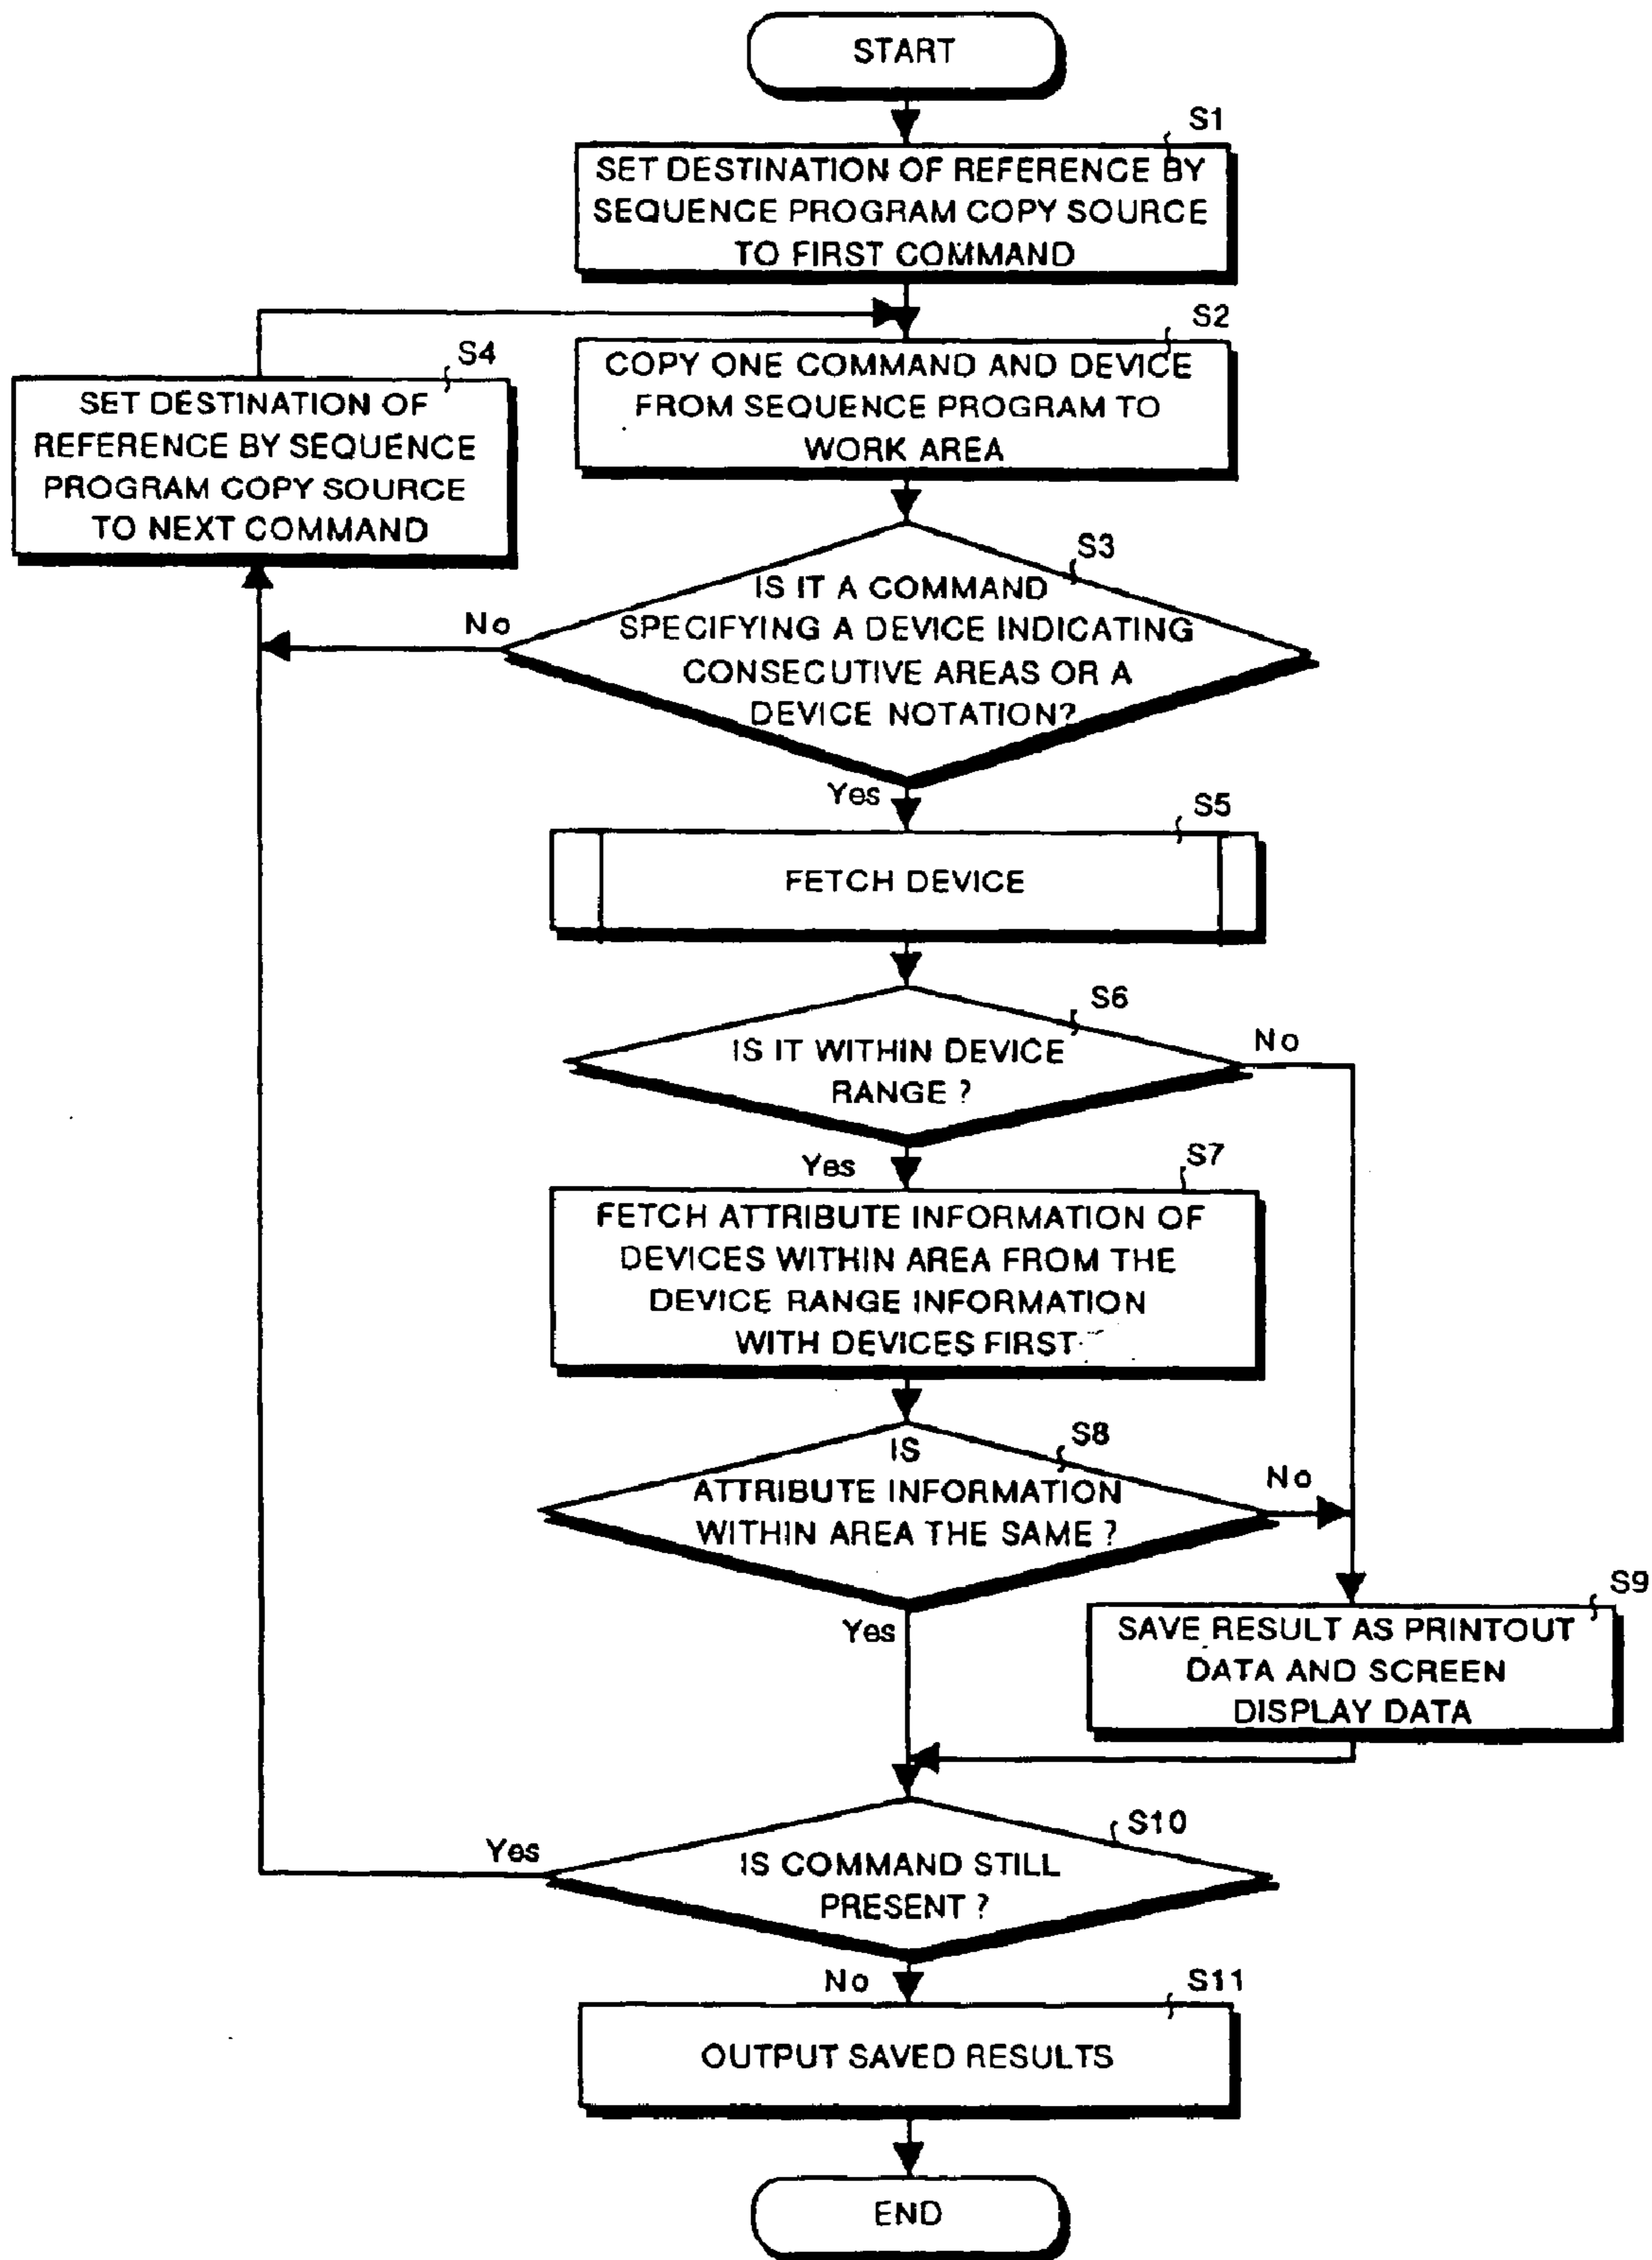 START
S1
SET DESTINATION OF REFERENCE BY
SEQUENCE PROGRAM COPY SOURCE
TO FIRST COMMAND
S2
COPY ONE COMMAND AND DEVICE
FROM SEQUENCE PROGRAM TO
WORK AREA
S4
SET DESTINATION OF
REFERENCE BY SEQUENCE
PROGRAM COPY SOURCE
TO NEXT COMMAND
S3
IS IT A COMMAND
SPECIFYING A DEVICE INDICATING
CONSECUTIVE AREAS OR A
DEVICE NOTATION?
No
Yes
S5
FETCH DEVICE
S6
IS IT WITHIN DEVICE
RANGE ?
No
Yes
S7
FETCH ATTRIBUTE INFORMATION OF
DEVICES WITHIN AREA FROM THE
DEVICE RANGE INFORMATION
WITH DEVICES FIRST
S8
IS
ATTRIBUTE INFORMATION
WITHIN AREA THE SAME ?
No
Yes
S9
SAVE RESULT AS PRINTOUT
DATA AND SCREEN
DISPLAY DATA
S10
IS COMMAND STILL
PRESENT ?
Yes
No
S11
OUTPUT SAVED RESULTS
END